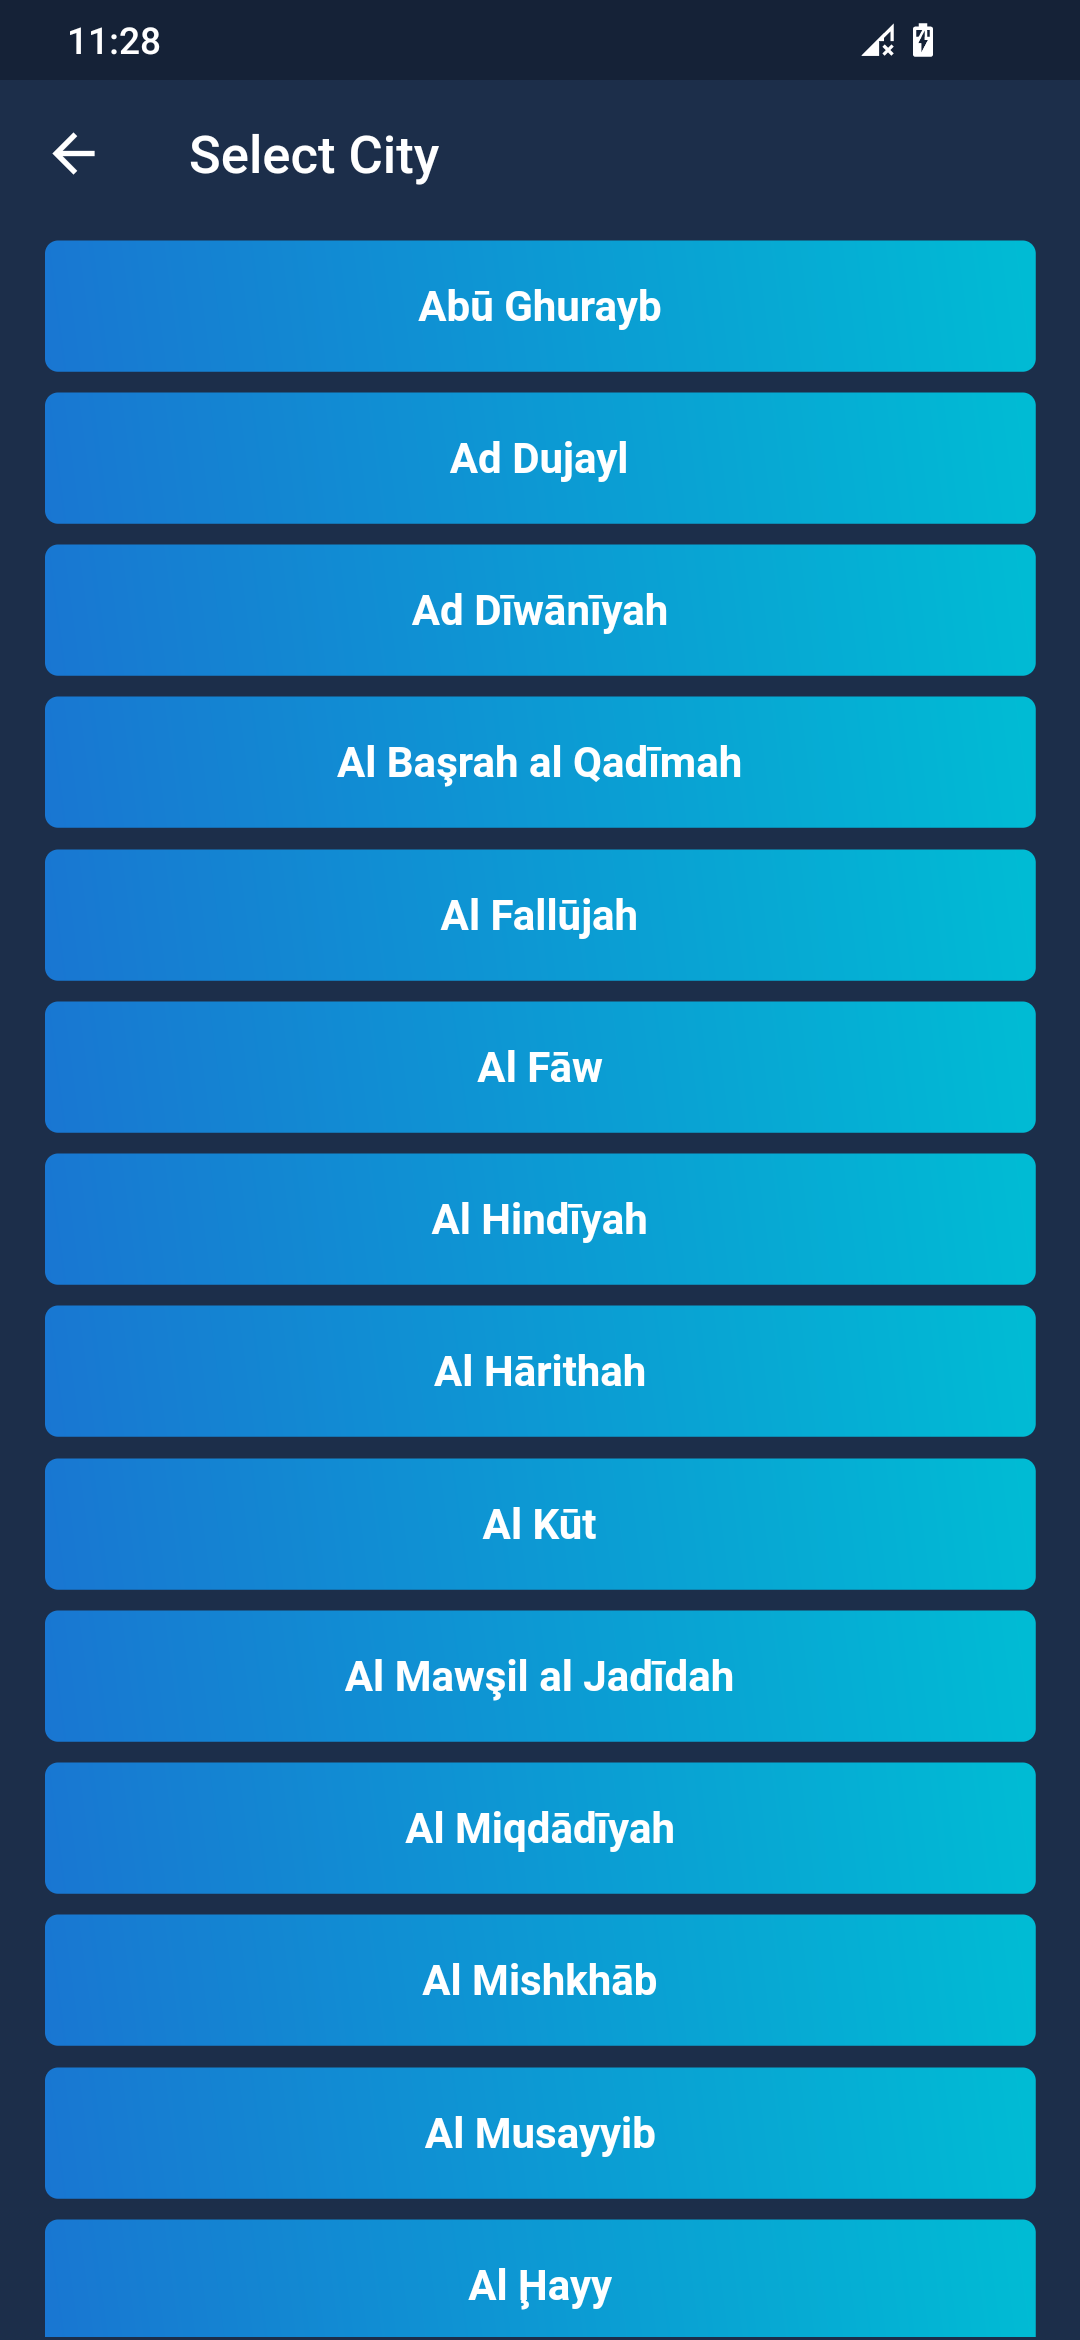 11:28
Select City
Abū Ghurayb
Ad Dujayl
Ad Dīwānīyah
Al Başrah al Qadīmah
Al Fallūjah
Al Fāw
Al Hindīyah
Al Hārithah
Al Kūt
Al Mawşil al Jadīdah
Al Miqdādīyah
Al Mishkhāb
Al Musayyib
Al Ḩayy